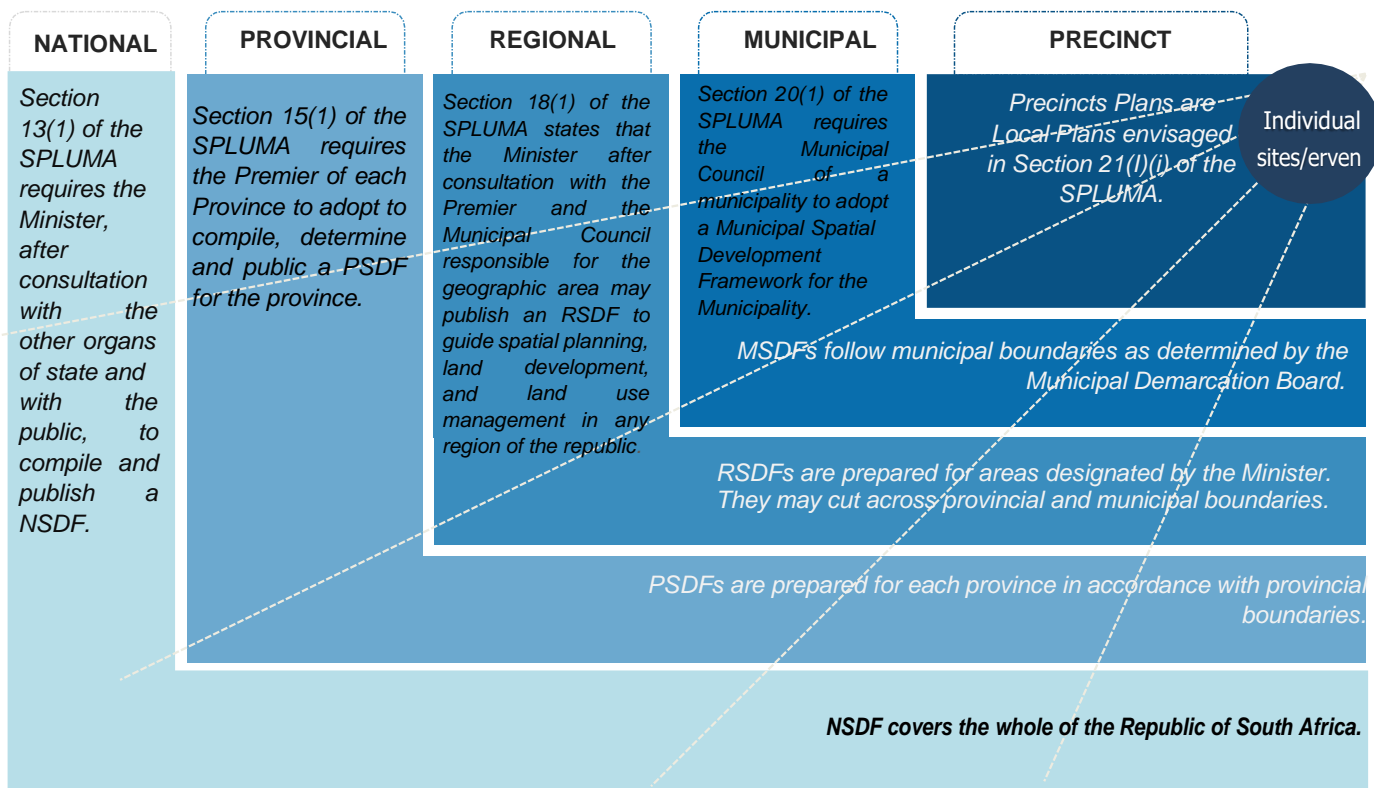 NATIONAL
PROVINCIAL
REGIONAL
MUNICIPAL
PRECINCT
Section
13(1) of the
SPLUMA
requires the
Minister,
after
consultation
with the
other organs
of state and
with the
public, to
compile and
publish a
NSDF.
Section 15(1) of the
SPLUMA requires
the Premier of each
Province to adopt to
compile, determine
and public a PSDF
for the province.
Section 18(1) of the
SPLUMA states that
the Minister after
consultation with the
Premier and the
Municipal Council
responsible for the
geographic area may
publish an RSDF to
guide spatial planning,
land development,
and land use
management in any
region of the republic.
Section 20(1) of the
SPLUMA requires
the Municipal
Council of a
municipality to adopt
a Municipal Spatial
Development
Framework for the
Municipality.
Precincts Plans are
Local Plans envisaged
in Section 21(l)(i) of the
SPLUMA.
Individual
sites/erven
MSDFs follow municipal boundaries as determined by the
Municipal Demarcation Board.
RSDFs are prepared for areas designated by the Minister.
They may cut across provincial and municipal boundaries.
PSDFs are prepared for each province in accordance with provincial
boundaries.
NSDF covers the whole of the Republic of South Africa.